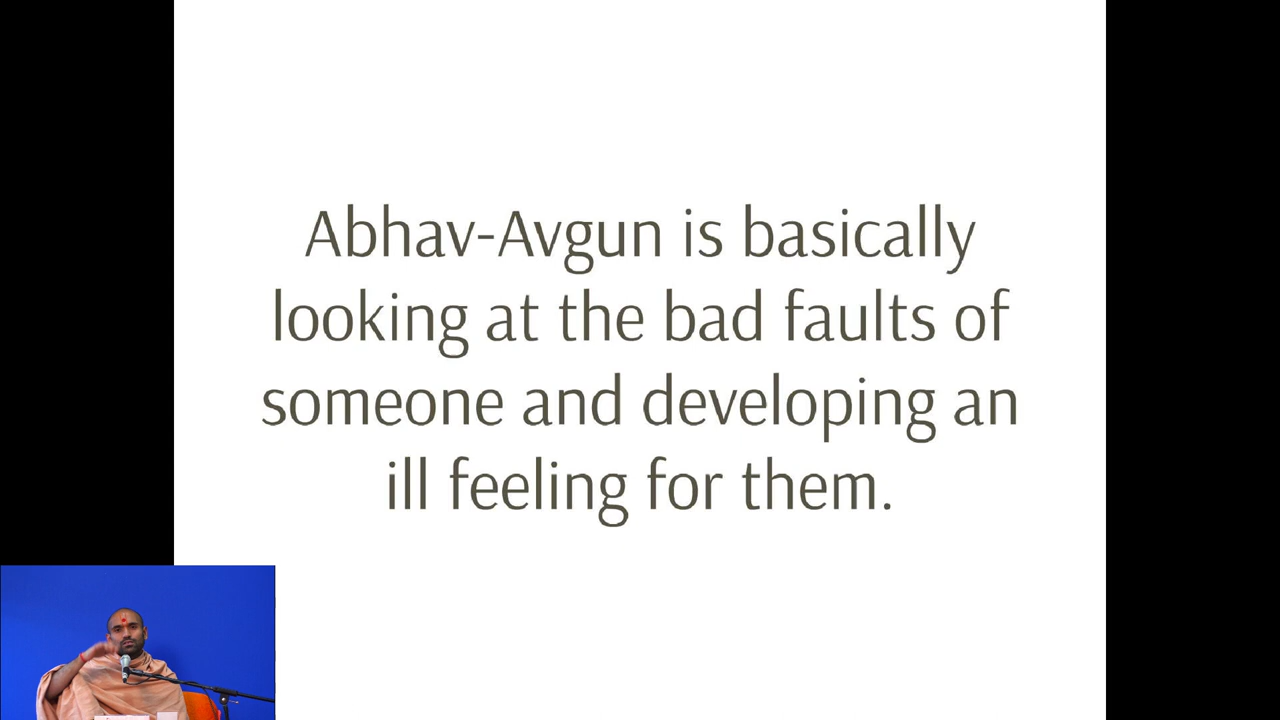 Abhav-Avgun is basically
looking at the bad faults of
someone and developing an
ill feeling for them.